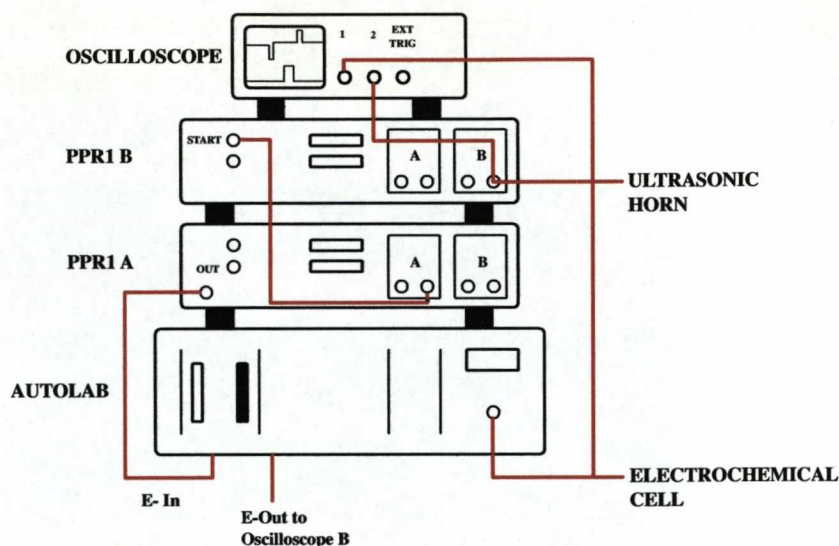 OSCILLOSCOPE
1 2 EXT
TRIG
PPR1 B
START
A B
ULTRASONIC
HORN
PPR1 A
OUT
A B
AUTOLAB
ELECTROCHEMICAL
CELL
E- In
E-Out to
Oscilloscope B